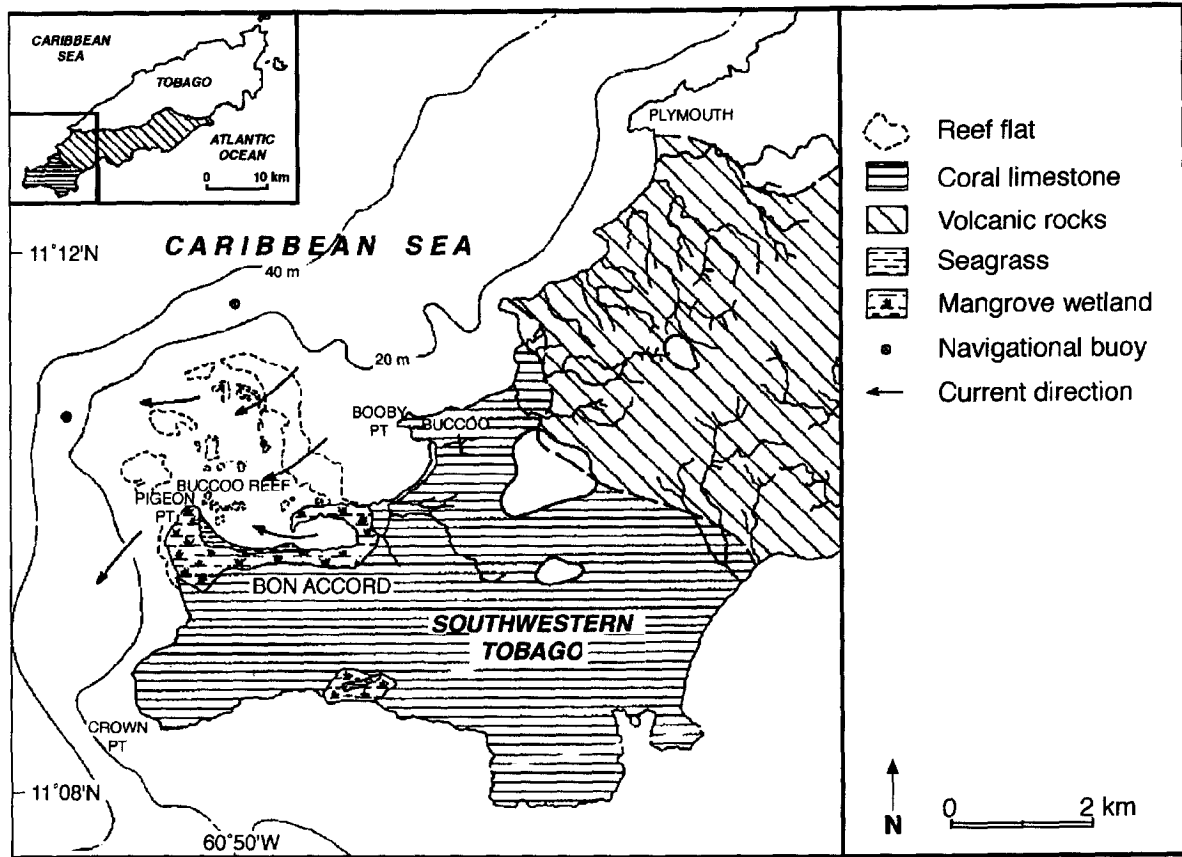 CARIBBEAN
SEA
TOBAGO
ATLANTIC
OCEAN
0 10 km
PLYMOUTH
11°12'N
CARIBBEAN SEA
40 m
20 m
BOOBY
PT
BUCCOO
BUCCOO REEF
PIGEON
PT
BON ACCORD
SOUTHWESTERN
TOBAGO
CROWN
PT
11°08'N
60°50'W
Reef flat
Coral limestone
Volcanic rocks
Seagrass
Mangrove wetland
Navigational buoy
Current direction
N
0 2 km